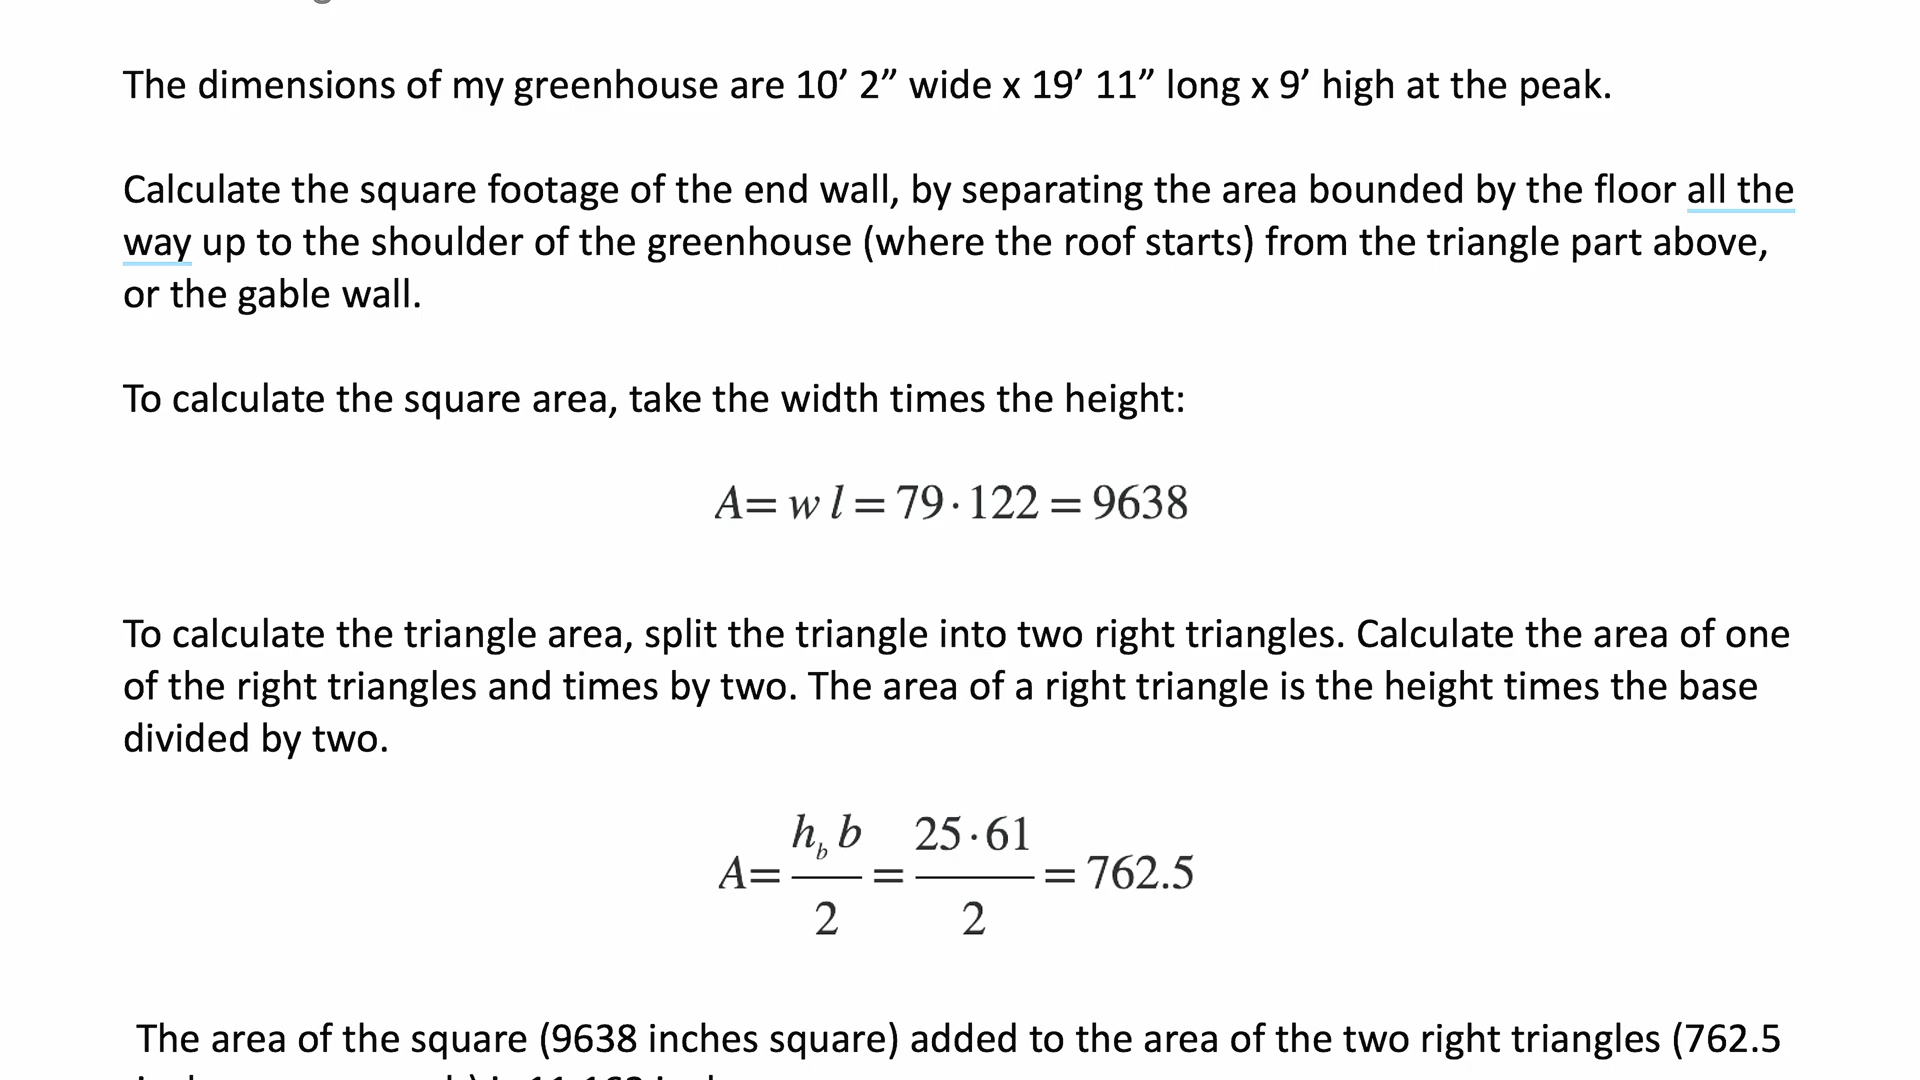 The dimensions of my greenhouse are 10’ 2” wide x 19’ 11” long x 9’ high at the peak.
Calculate the square footage of the end wall, by separating the area bounded by the floor all the
way up to the shoulder of the greenhouse (where the roof starts) from the triangle part above,
or the gable wall.
To calculate the square area, take the width times the height:
A= w l = 79 · 122 = 9638
To calculate the triangle area, split the triangle into two right triangles. Calculate the area of one
of the right triangles and times by two. The area of a right triangle is the height times the base
divided by two.
A= h_b b / 2 = 25 · 61 / 2 = 762.5
The area of the square (9638 inches square) added to the area of the two right triangles (762.5